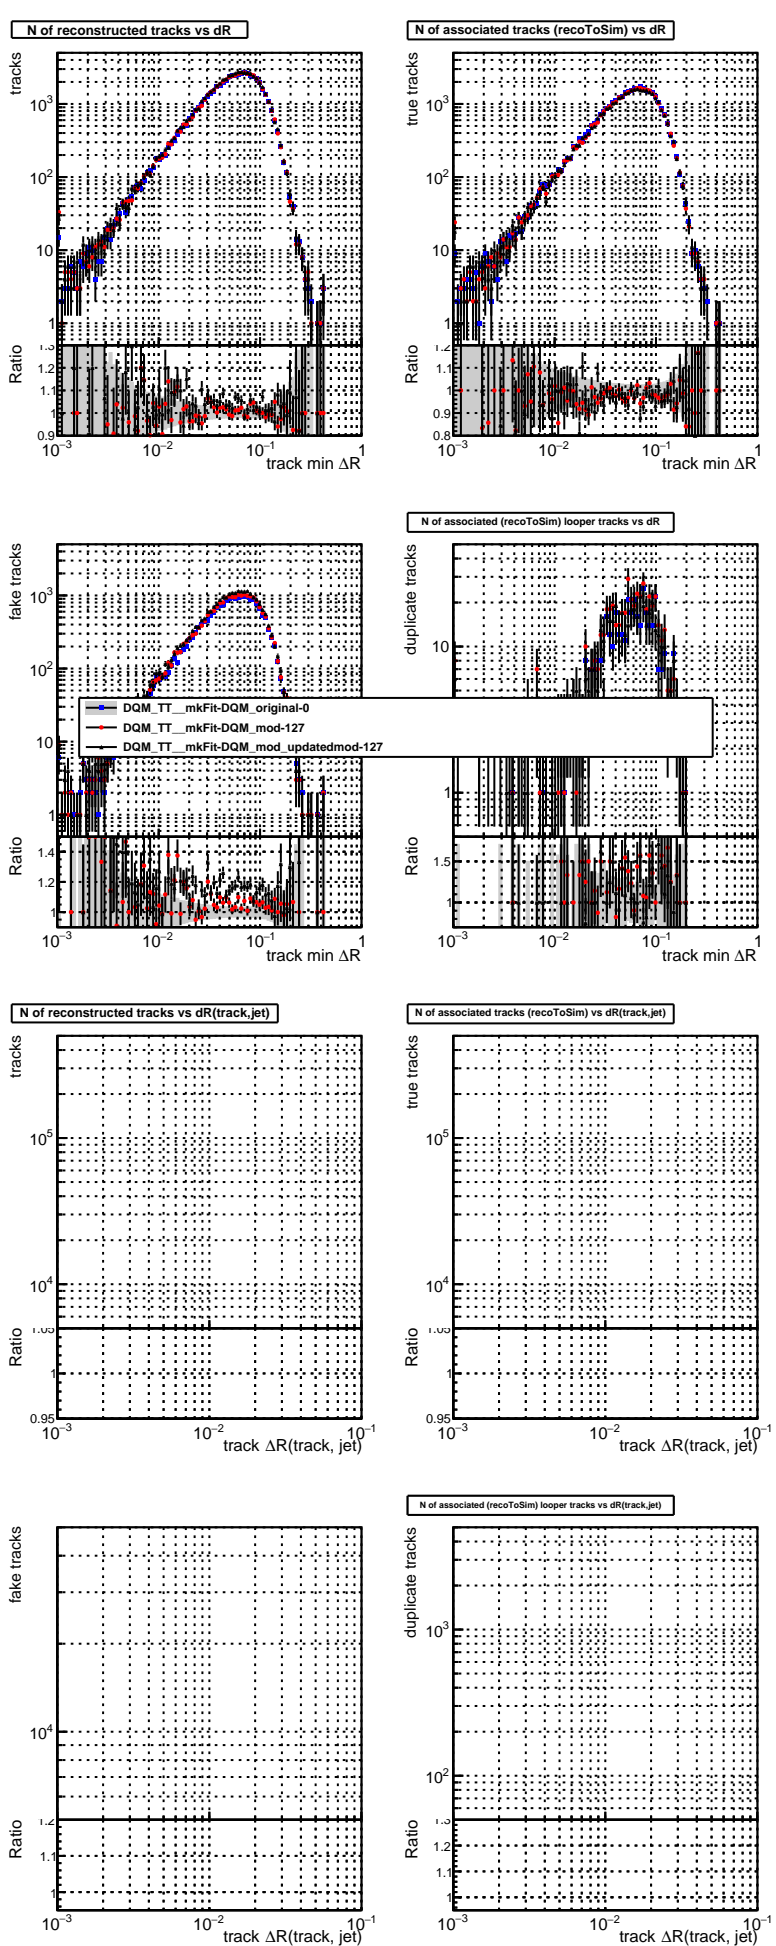 N of reconstructed tracks vs dR
tracks
10³
10²
10
1
1.3
1.2
1.1
1
0.9
Ratio
10⁻³
10⁻²
10⁻¹
1
track min ΔR
N of associated tracks (recoToSim) vs dR
true tracks
10³
10²
10
1
1.2
1.1
1
0.9
0.8
Ratio
10⁻³
10⁻²
10⁻¹
1
track min ΔR
fake tracks
10³
10²
10
1
1.4
1.2
1
Ratio
10⁻³
10⁻²
10⁻¹
1
track min ΔR
N of associated (recoToSim) looper tracks vs dR
duplicate tracks
10
1
1.5
1
Ratio
10⁻³
10⁻²
10⁻¹
1
track min ΔR
DQM_TT__mkFit-DQM_original-0
DQM_TT__mkFit-DQM_mod-127
DQM_TT__mkFit-DQM_mod_updatedmod-127
N of reconstructed tracks vs dR(track,jet)
tracks
10⁵
10⁴
1.05
1
0.95
Ratio
10⁻³
10⁻²
10⁻¹
track ΔR(track, jet)
N of associated tracks (recoToSim) vs dR(track,jet)
true tracks
10⁵
10⁴
1.05
1
0.95
Ratio
10⁻³
10⁻²
10⁻¹
track ΔR(track, jet)
fake tracks
10⁴
1.2
1.1
1
Ratio
10⁻³
10⁻²
10⁻¹
track ΔR(track, jet)
N of associated (recoToSim) looper tracks vs dR(track,jet)
duplicate tracks
10³
10²
1.3
1.2
1.1
1
Ratio
10⁻³
10⁻²
10⁻¹
track ΔR(track, jet)